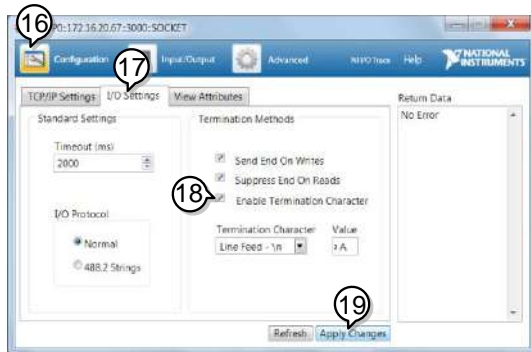 16
P0::172.16.20.67::3000::SOCKET
Configuration Input/Output Advanced NI I/O Trace Help NATIONAL INSTRUMENTS
17
TCP/IP Settings I/O Settings View Attributes Return Data
Standard Settings Termination Methods No Error
Timeout (ms)
2000 Send End On Writes
Suppress End On Reads
18 Enable Termination Character
I/O Protocol Termination Character Value
Normal Line Feed - \n
488.2 Strings
19
Refresh Apply Changes